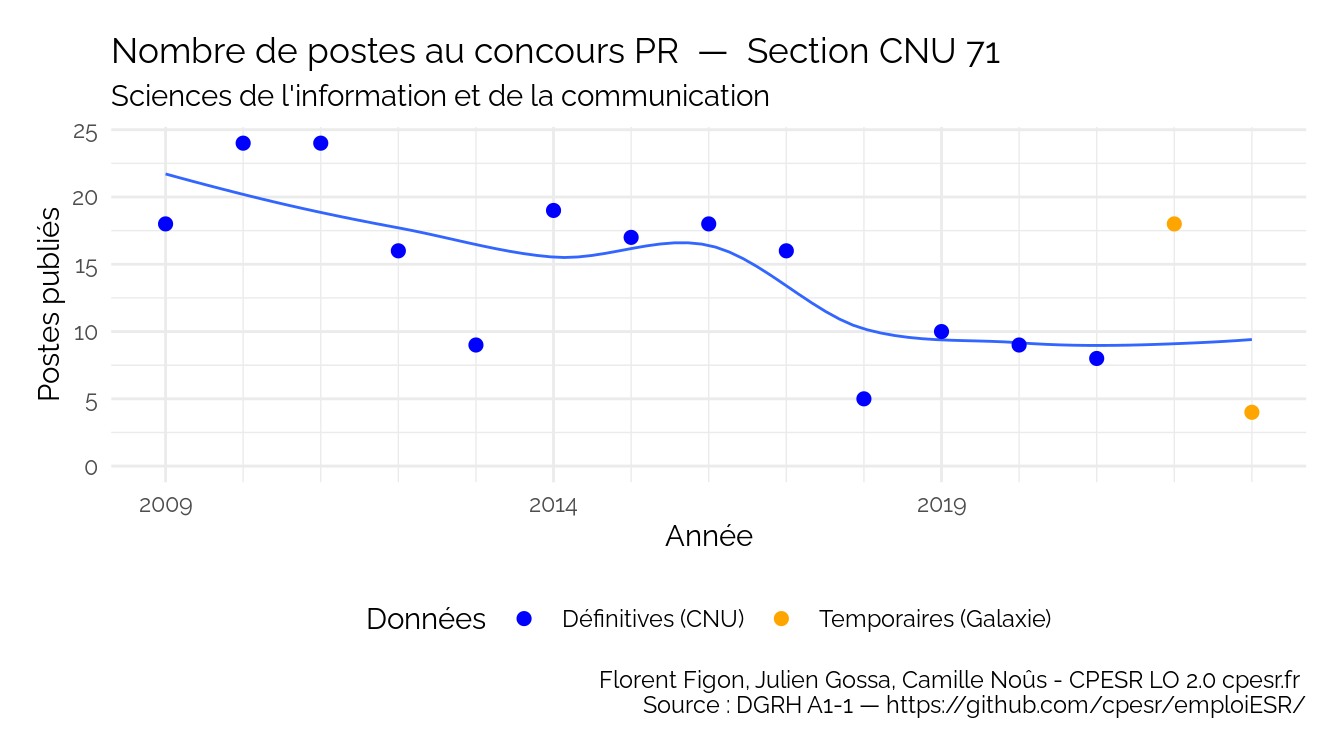 Nombre de postes au concours PR — Section CNU 71
Sciences de l'information et de la communication
25
20
15
10
5
0
Postes publiés
2009 2014 2019
Année
Données Définitives (CNU) Temporaires (Galaxie)
Florent Figon, Julien Gossa, Camille Noûs - CPESR LO 2.0 cpesr.fr
Source : DGRH A1-1 — https://github.com/cpesr/emploiESR/